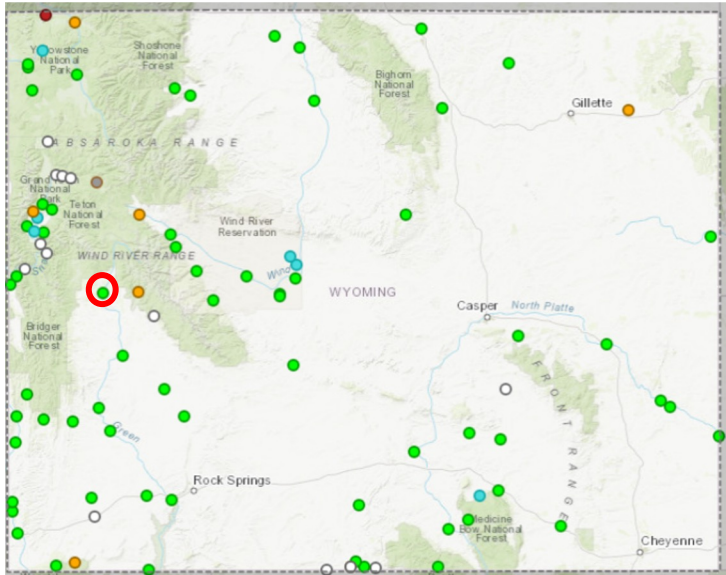 Yellowstone
National
Park
Shoshone
National
Forest
Bighorn
National
Forest
Gillette
ABSAROKA RANGE
Grand
National
Park
Teton
National
Forest
Wind River
Reservation
WIND RIVER RANGE
Wind
WYOMING
Casper
North Platte
Bridger
National
Forest
FRONT RANGE
Green
Rock Springs
Medicine
Bow National
Forest
Cheyenne